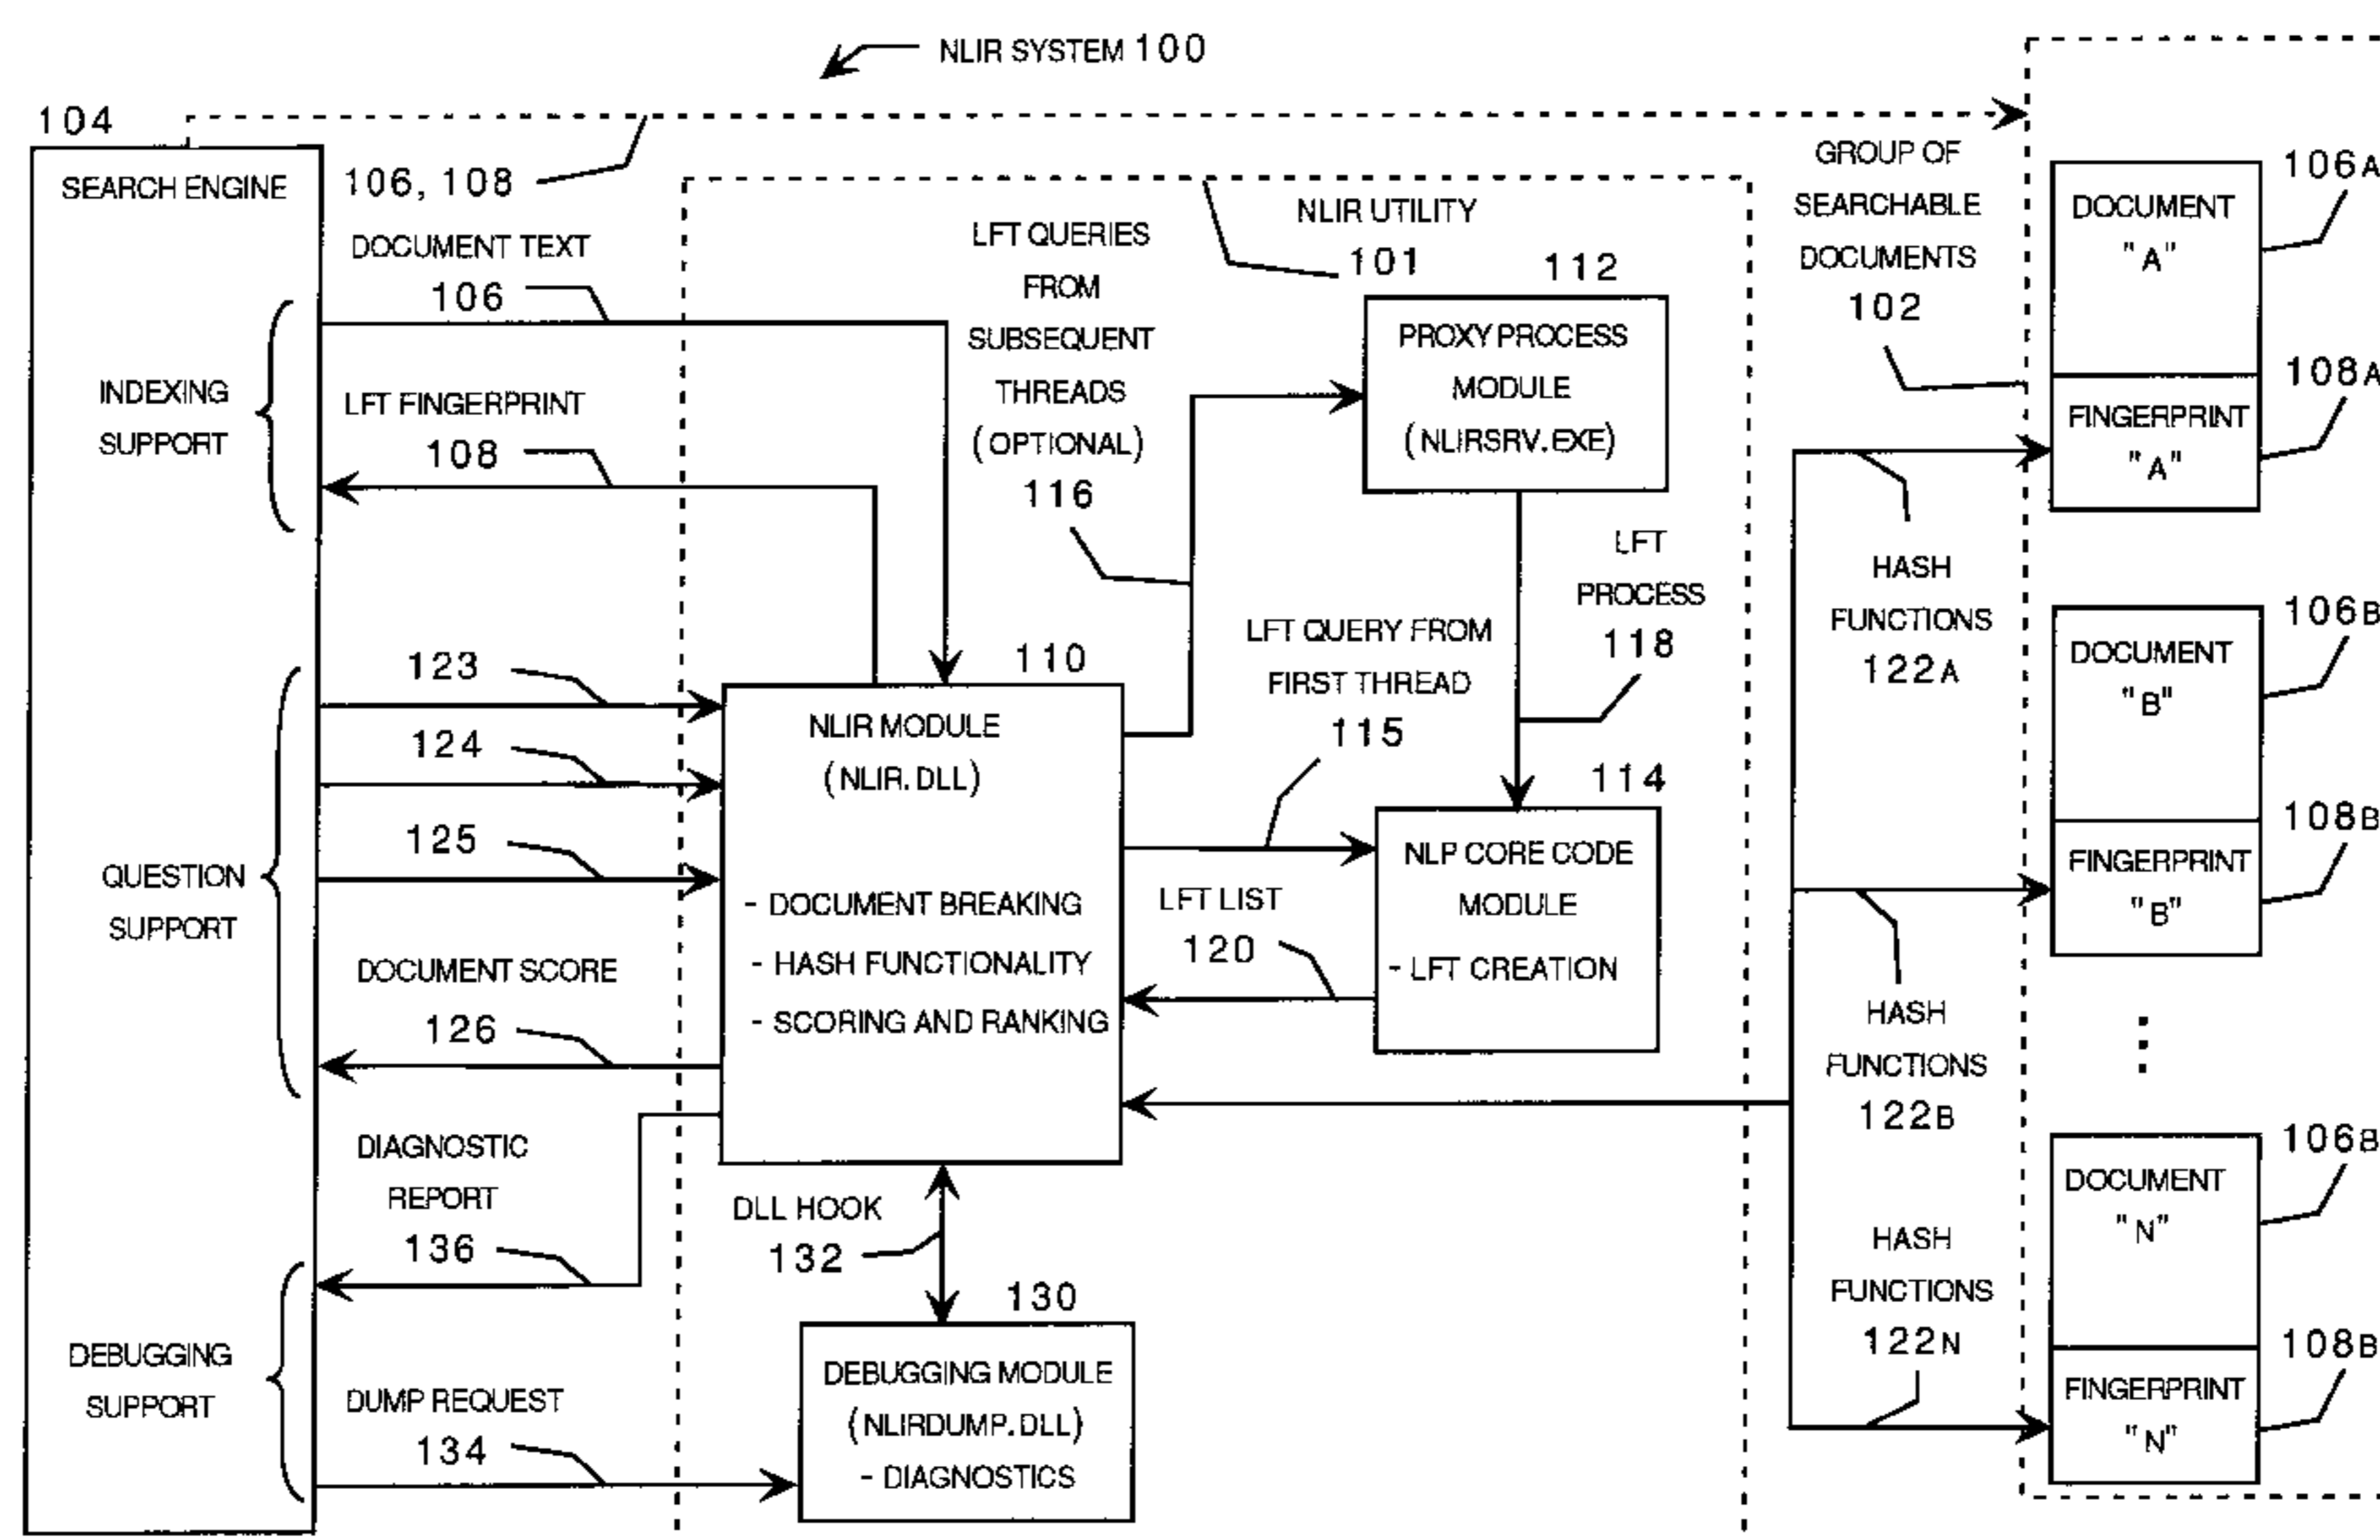 NLIR SYSTEM 100
104
SEARCH ENGINE
106, 108
DOCUMENT TEXT
106
INDEXING
SUPPORT
LFT FINGERPRINT
108
123
124
125
QUESTION
SUPPORT
DOCUMENT SCORE
126
DIAGNOSTIC
REPORT
136
DEBUGGING
SUPPORT
DUMP REQUEST
134
NLIR UTILITY
101
LFT QUERIES
FROM
SUBSEQUENT
THREADS
(OPTIONAL)
116
112
PROXY PROCESS
MODULE
(NLIRSRV.EXE)
LFT
PROCESS
118
110
NLIR MODULE
(NLIR.DLL)
- DOCUMENT BREAKING
- HASH FUNCTIONALITY
- SCORING AND RANKING
LFT QUERY FROM
FIRST THREAD
115
114
NLP CORE CODE
MODULE
- LFT CREATION
LFT LIST
120
DLL HOOK
132
130
DEBUGGING MODULE
(NLIRDUMP.DLL)
- DIAGNOSTICS
GROUP OF
SEARCHABLE
DOCUMENTS
102
HASH
FUNCTIONS
122A
HASH
FUNCTIONS
122B
HASH
FUNCTIONS
122N
106A
DOCUMENT
"A"
108A
FINGERPRINT
"A"
106B
DOCUMENT
"B"
108B
FINGERPRINT
"B"
106B
DOCUMENT
"N"
108B
FINGERPRINT
"N"